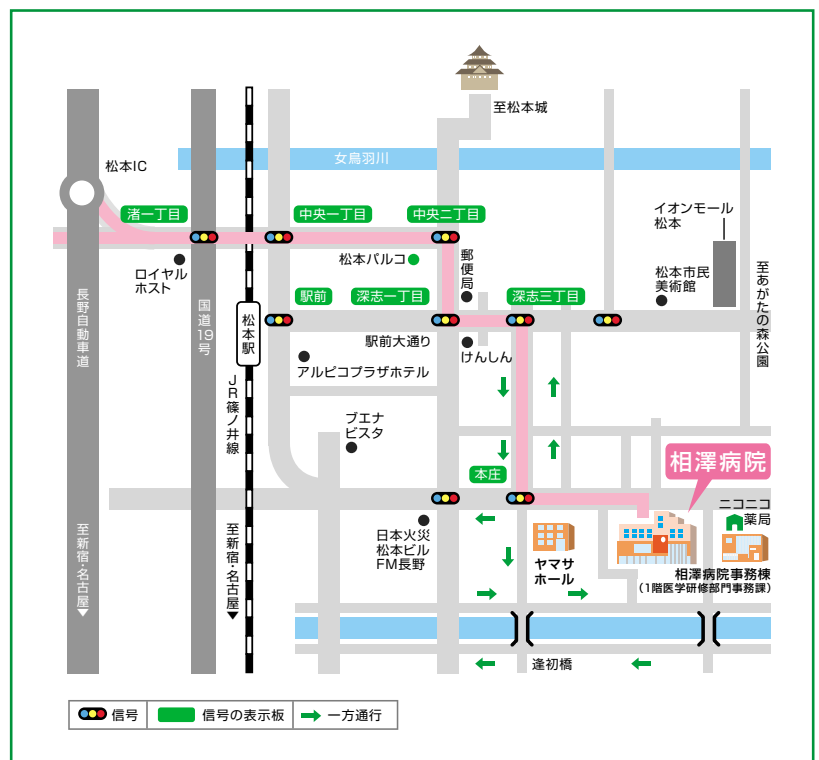 至松本城
女鳥羽川
松本IC
渚一丁目
中央一丁目
中央二丁目
イオンモール
松本
松本パルコ
郵便局
ロイヤル
ホスト
松本市民
美術館
至あがたの森公園
長野自動車道
国道19号
松本駅
駅前
深志一丁目
深志三丁目
駅前大通り
けんしん
アルピコプラザホテル
JR篠ノ井線
ブエナ
ビスタ
相澤病院
本庄
ニコニコ
薬局
日本火災
松本ビル
FM長野
ヤマサ
ホール
相澤病院事務棟
（1階医学研修部門事務課）
至新宿・名古屋▼
至新宿・名古屋▼
逢初橋
信号
信号の表示板
一方通行